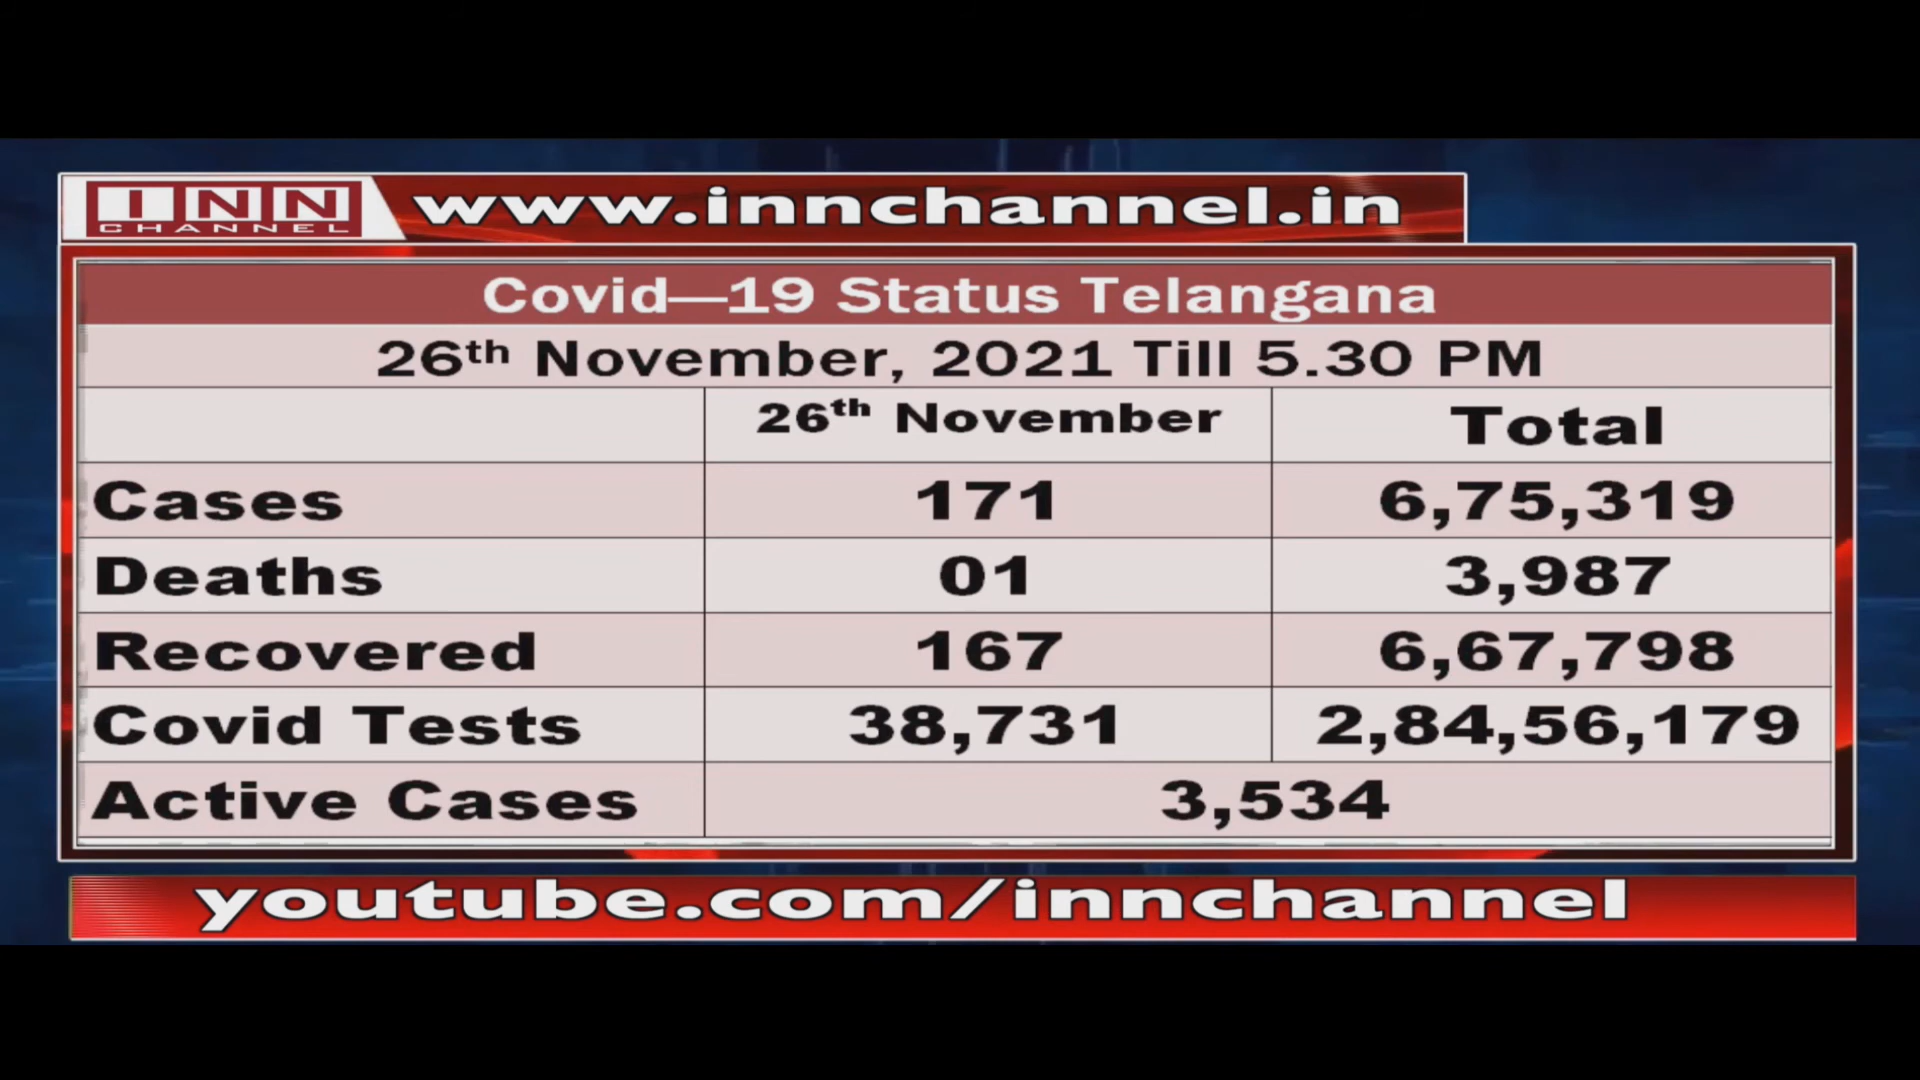 INN
CHANNEL
www.innchannel.in
Covid—19 Status Telangana
26th November, 2021 Till 5.30 PM
26th November Total
Cases 171 6,75,319
Deaths 01 3,987
Recovered 167 6,67,798
Covid Tests 38,731 2,84,56,179
Active Cases 3,534
youtube.com/innchannel